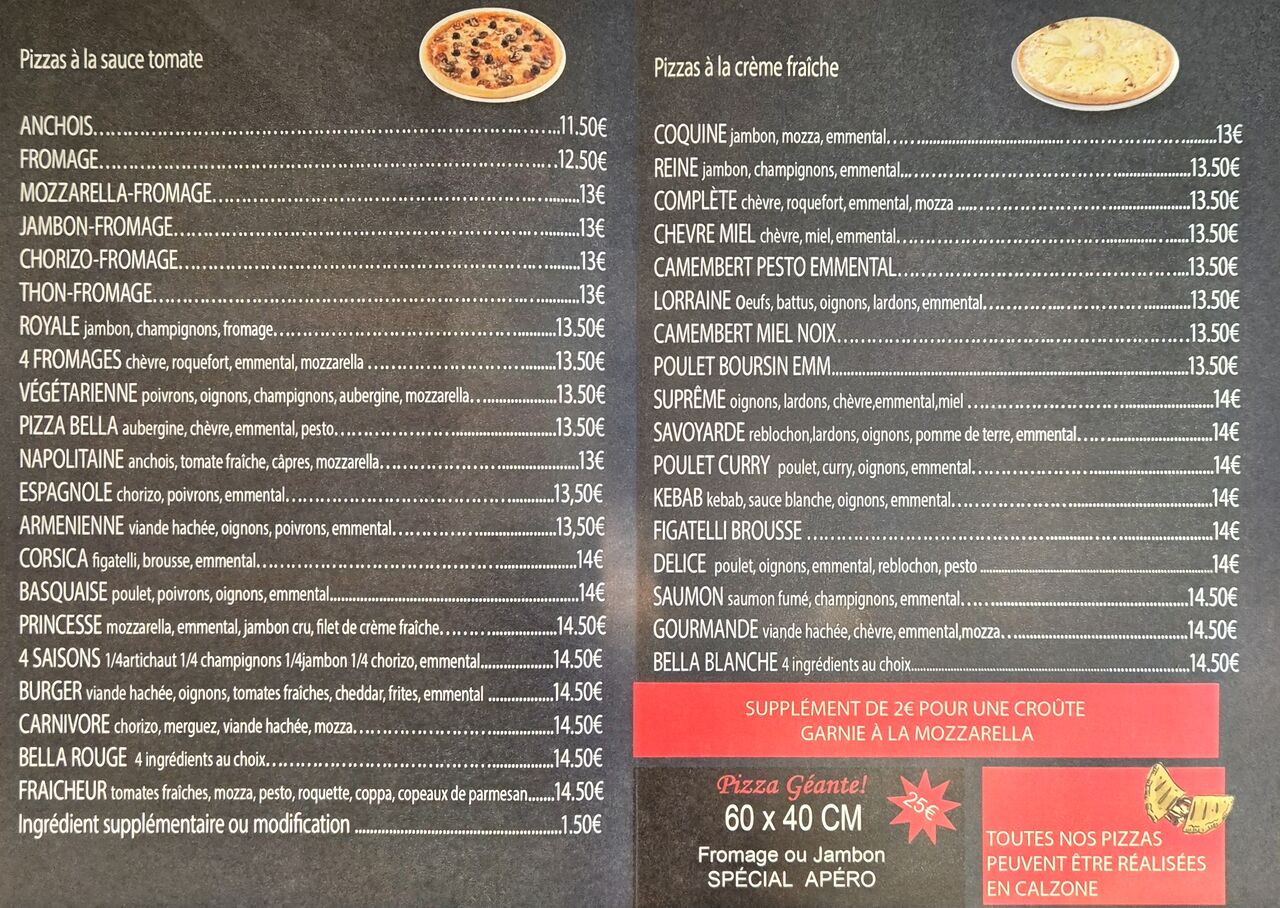 Pizzas à la sauce tomate
ANCHOIS....11.50€
FROMAGE....12.50€
MOZZARELLA-FROMAGE....13€
JAMBON-FROMAGE....13€
CHORIZO-FROMAGE....13€
THON-FROMAGE....13€
ROYALE jambon, champignons, fromage....13.50€
4 FROMAGES chèvre, roquefort, emmental, mozzarella ....13.50€
VÉGÉTARIENNE poivrons, oignons, champignons, aubergine, mozzarella....13.50€
PIZZA BELLA aubergine, chèvre, emmental, pesto....13.50€
NAPOLITAINE anchois, tomate fraîche, câpres, mozzarella....13€
ESPAGNOLE chorizo, poivrons, emmental....13,50€
ARMENIENNE viande hachée, oignons, poivrons, emmental....13,50€
CORSICA figatelli, brousse, emmental....14€
BASQUAISE poulet, poivrons, oignons, emmental....14€
PRINCESSE mozzarella, emmental, jambon cru, filet de crème fraîche....14.50€
4 SAISONS 1/4artichaut 1/4 champignons 1/4jambon 1/4 chorizo, emmental....14.50€
BURGER viande hachée, oignons, tomates fraîches, cheddar, frites, emmental ....14.50€
CARNIVORE chorizo, merguez, viande hachée, mozza....14.50€
BELLA ROUGE 4 ingrédients au choix....14.50€
FRAICHEUR tomates fraîches, mozza, pesto, roquette, coppa, copeaux de parmesan....14.50€
Ingrédient supplémentaire ou modification ....1.50€
Pizzas à la crème fraîche
COQUINE jambon, mozza, emmental....13€
REINE jambon, champignons, emmental....13.50€
COMPLÈTE chèvre, roquefort, emmental, mozza ....13.50€
CHEVRE MIEL chèvre, miel, emmental....13.50€
CAMEMBERT PESTO EMMENTAL....13.50€
LORRAINE Oeufs, battus, oignons, lardons, emmental....13.50€
CAMEMBERT MIEL NOIX....13.50€
POULET BOURSIN EMM....13.50€
SUPRÊME oignons, lardons, chèvre,emmental,miel ....14€
SAVOYARDE reblochon,lardons, oignons, pomme de terre, emmental....14€
POULET CURRY poulet, curry, oignons, emmental....14€
KEBAB kebab, sauce blanche, oignons, emmental....14€
FIGATELLI BROUSSE ....14€
DELICE poulet, oignons, emmental, reblochon, pesto ....14€
SAUMON saumon fumé, champignons, emmental....14.50€
GOURMANDE viande hachée, chèvre, emmental,mozza....14.50€
BELLA BLANCHE 4 ingrédients au choix....14.50€
SUPPLÉMENT DE 2€ POUR UNE CROÛTE
GARNIE À LA MOZZARELLA
Pizza Géante!
60 x 40 CM
25€
Fromage ou Jambon
SPÉCIAL APÉRO
TOUTES NOS PIZZAS
PEUVENT ÊTRE RÉALISÉES
EN CALZONE